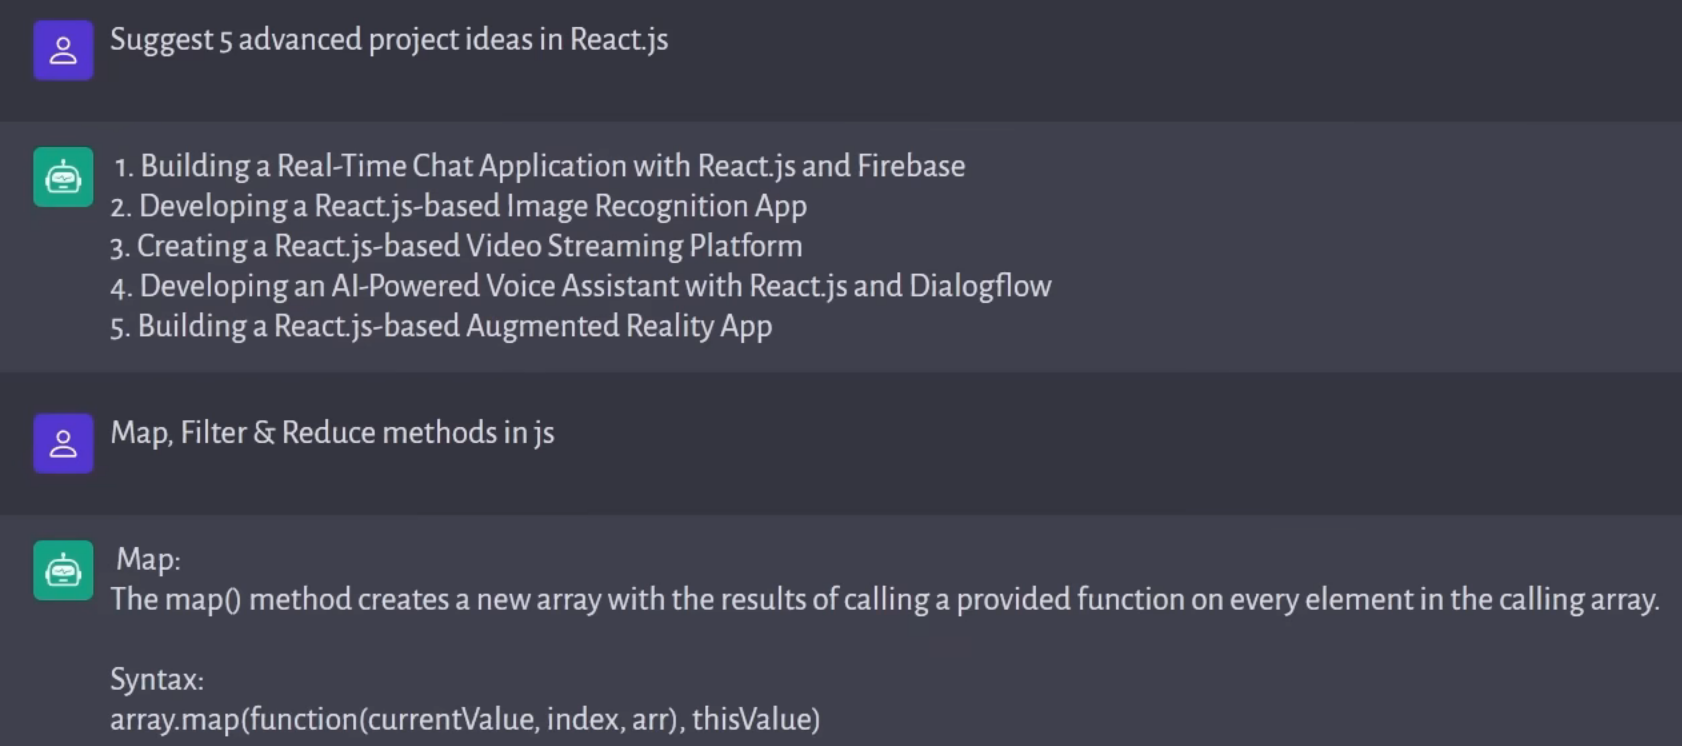 Suggest 5 advanced project ideas in React.js
1. Building a Real-Time Chat Application with React.js and Firebase
2. Developing a React.js-based Image Recognition App
3. Creating a React.js-based Video Streaming Platform
4. Developing an AI-Powered Voice Assistant with React.js and Dialogflow
5. Building a React.js-based Augmented Reality App
Map, Filter & Reduce methods in js
Map:
The map() method creates a new array with the results of calling a provided function on every element in the calling array.
Syntax:
array.map(function(currentValue, index, arr), thisValue)